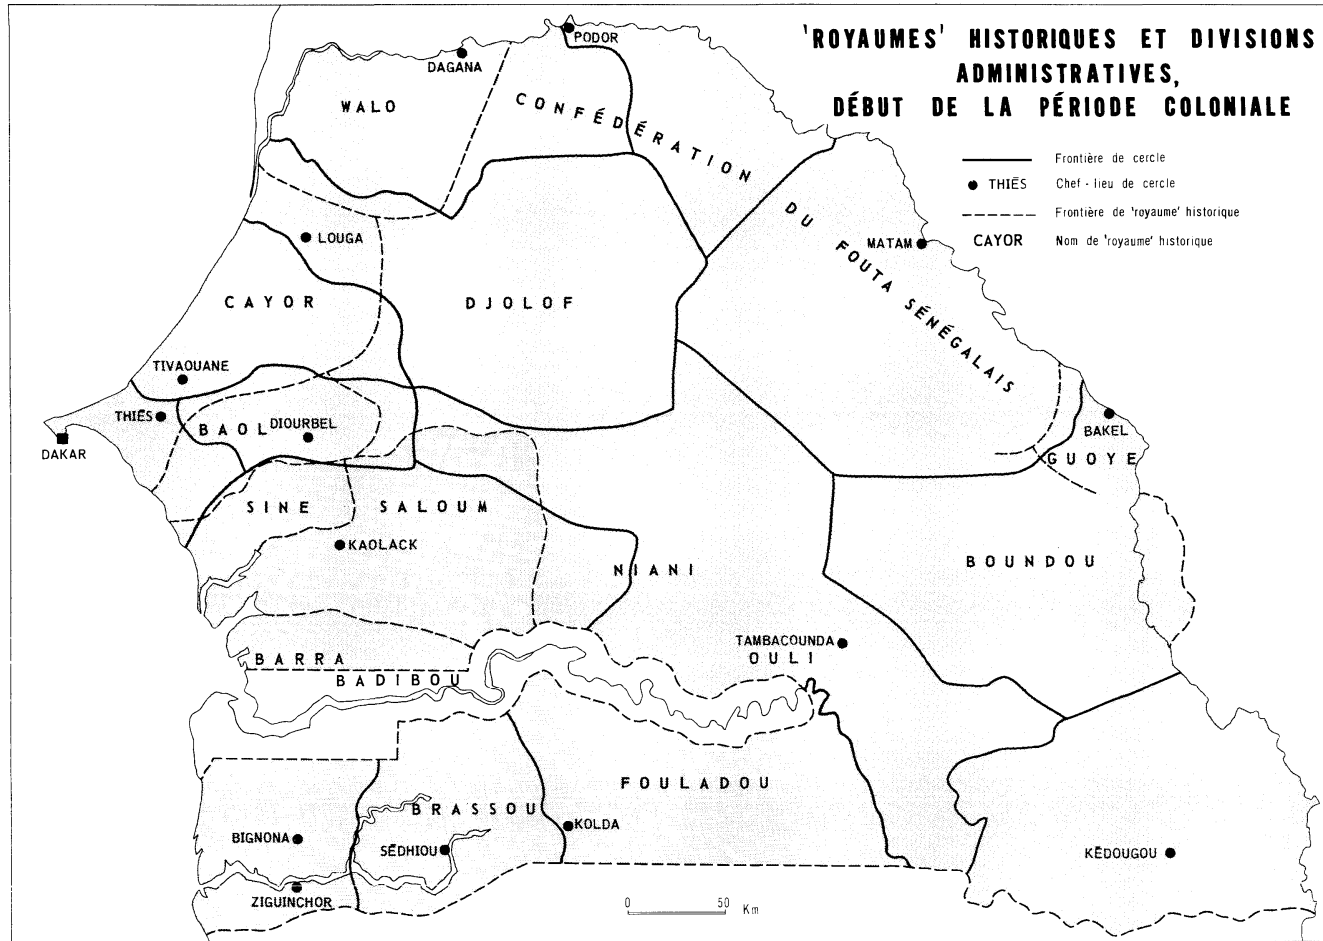 'ROYAUMES' HISTORIQUES ET DIVISIONS
ADMINISTRATIVES,
DÉBUT DE LA PÉRIODE COLONIALE
Frontière de cercle
THIÉS Chef-lieu de cercle
Frontière de 'royaume' historique
CAYOR Nom de 'royaume' historique
PODOR
DAGANA
WALO
CONFÉDÉRATION DU FOUTA SÉNÉGALAIS
MATAM
LOUGA
CAYOR
DJOLOF
TIVAOUANE
THIÉS
BAOL
DIOURBEL
DAKAR
BAKEL
GUOYE
SINE
SALOUM
KAOLACK
NIANI
BOUNDOU
TAMBACOUNDA
OULI
BARRA
BADIBOU
FOULADOU
BRASSOU
KOLDA
BIGNONA
SÉDHIOU
KÉDOUGOU
ZIGUINCHOR
0 50 Km